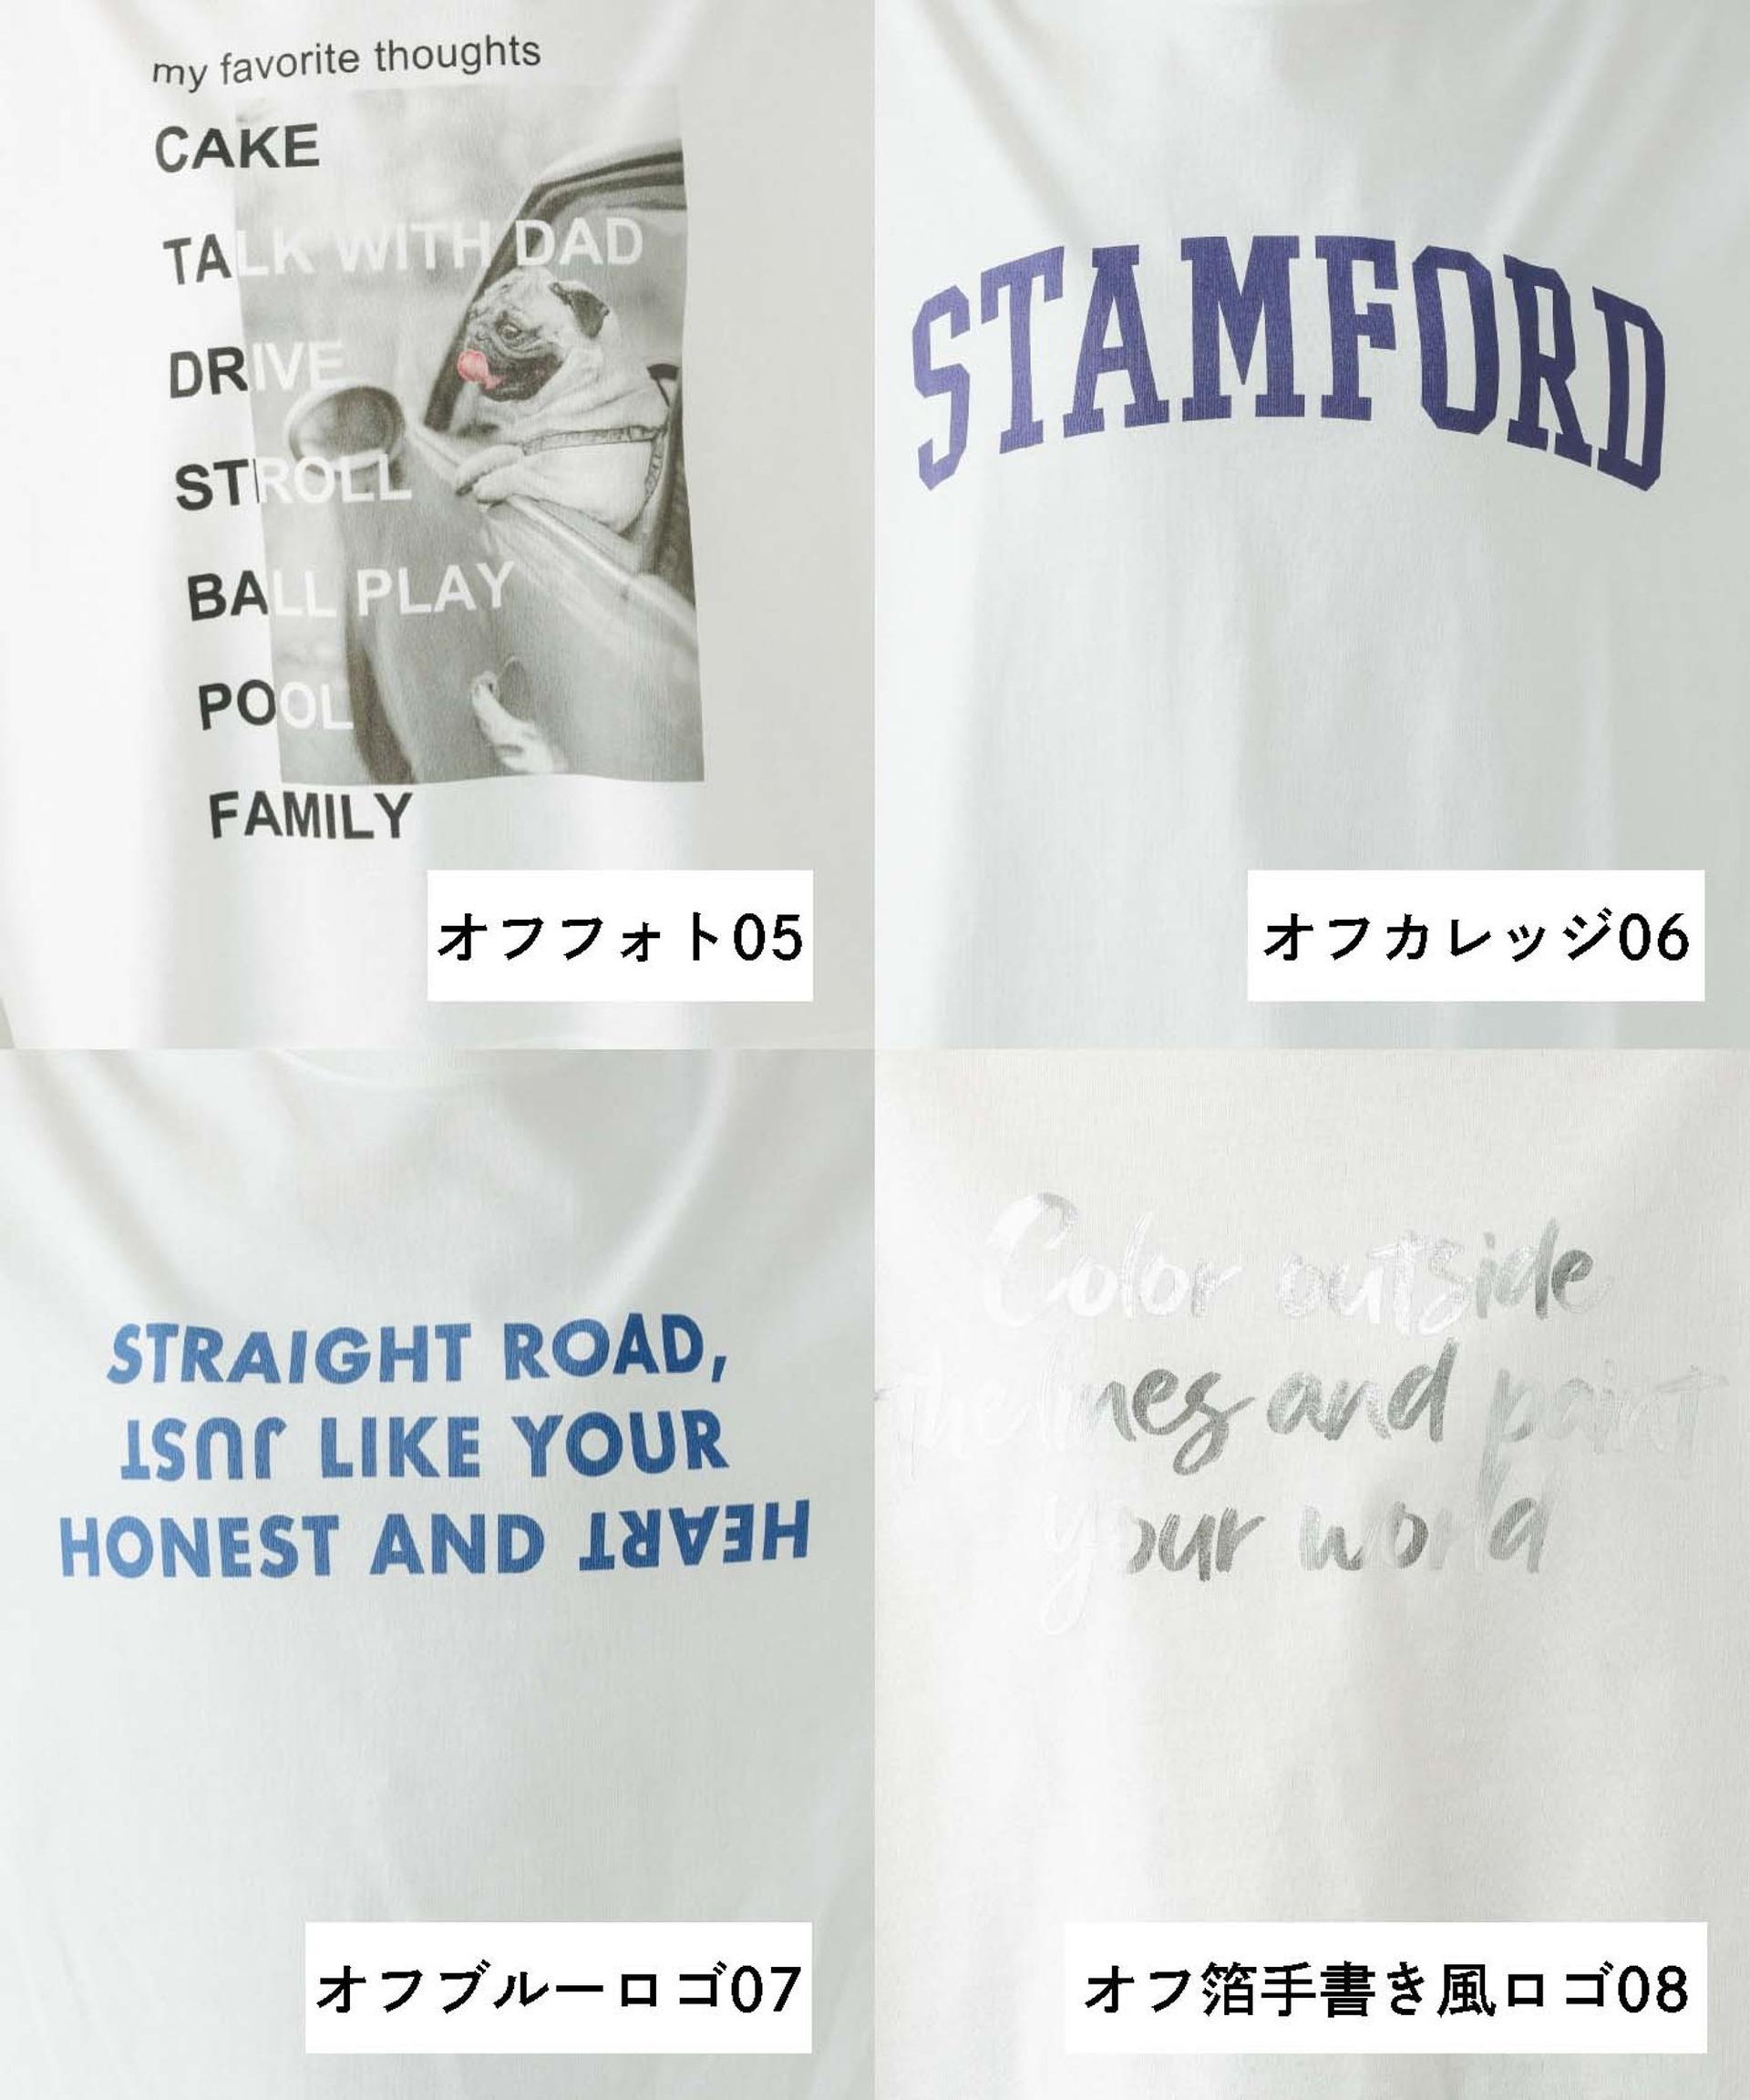 my favorite thoughts
CAKE
TALK WITH DAD
DRIVE
STROLL
BALL PLAY
POOL
FAMILY
オフフォト05
STAMFORD
オフカレッジ06
STRAIGHT ROAD,
JUST LIKE YOUR
HONEST AND HEART
オフブルーロゴ07
Color outside
the lines and paint
your world
オフ箔手書き風ロゴ08